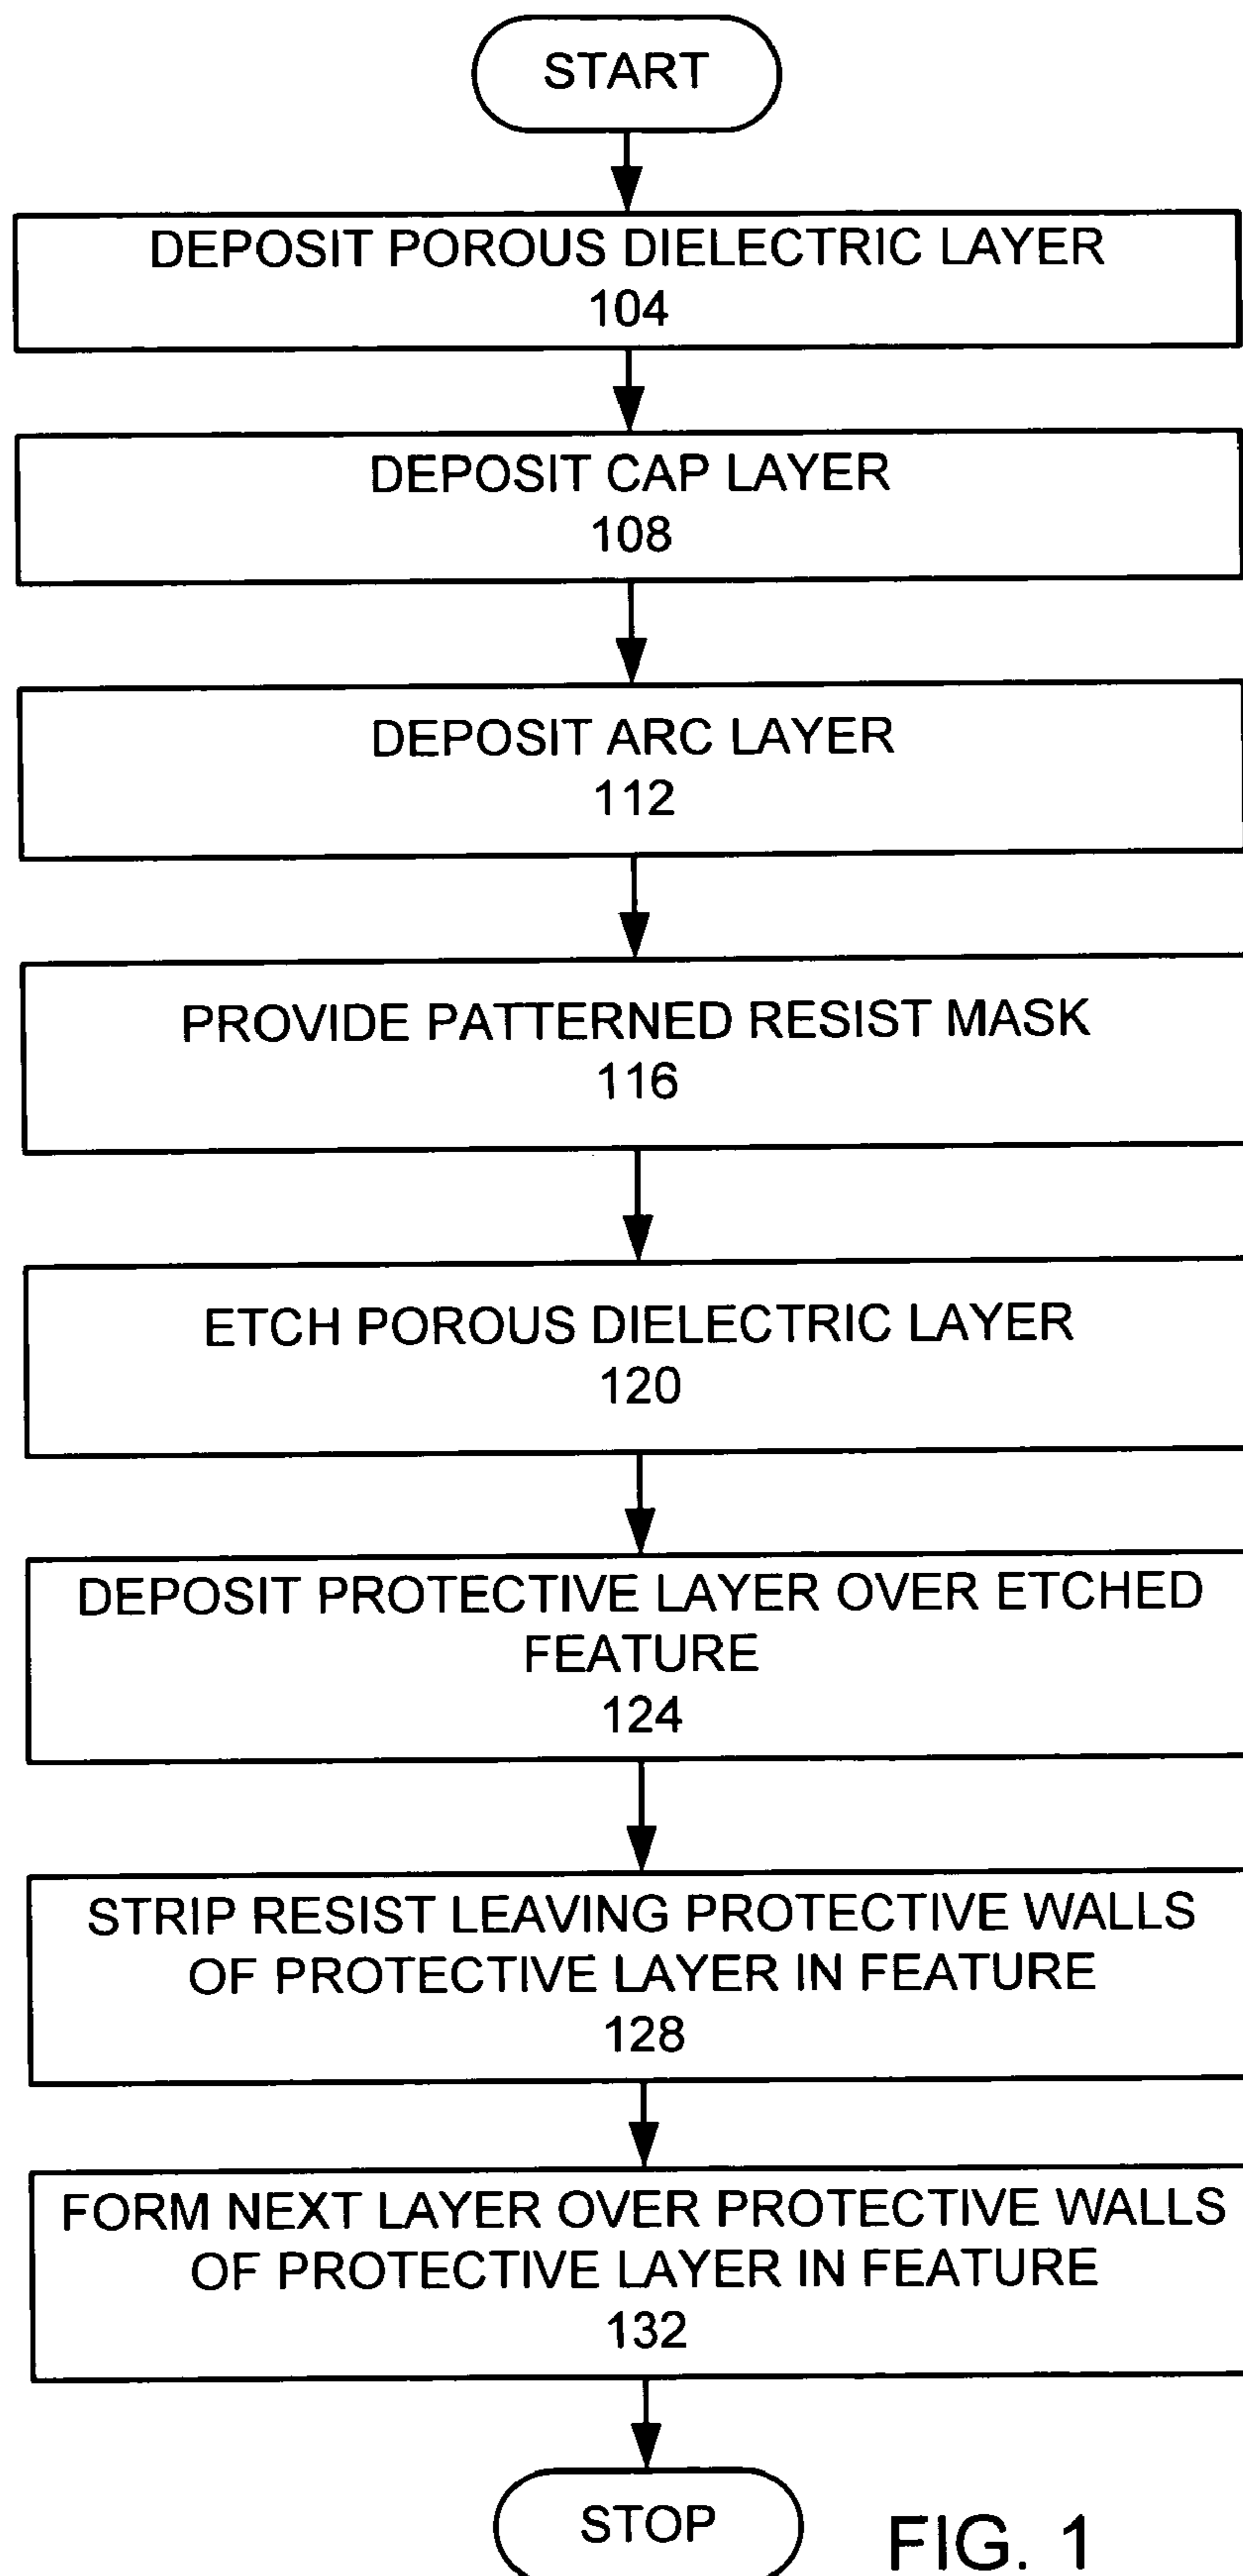 START
DEPOSIT POROUS DIELECTRIC LAYER
104
DEPOSIT CAP LAYER
108
DEPOSIT ARC LAYER
112
PROVIDE PATTERNED RESIST MASK
116
ETCH POROUS DIELECTRIC LAYER
120
DEPOSIT PROTECTIVE LAYER OVER ETCHED
FEATURE
124
STRIP RESIST LEAVING PROTECTIVE WALLS
OF PROTECTIVE LAYER IN FEATURE
128
FORM NEXT LAYER OVER PROTECTIVE WALLS
OF PROTECTIVE LAYER IN FEATURE
132
STOP
FIG. 1